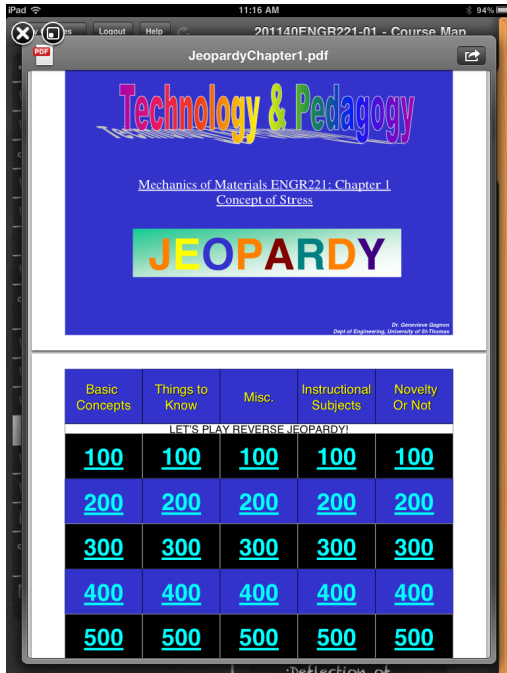 iPad 11:16 AM 94%
Logout Help 201140ENGR221-01 - Course Map
PDF JeopardyChapter1.pdf
Technology & Pedagogy
Mechanics of Materials ENGR221: Chapter 1
Concept of Stress
JEOPARDY
Dr. Genevieve Gagnon
Dept of Engineering, University of St-Thomas
Basic Concepts Things to Know Misc. Instructional Subjects Novelty Or Not
LET'S PLAY REVERSE JEOPARDY!
100 100 100 100 100
200 200 200 200 200
300 300 300 300 300
400 400 400 400 400
500 500 500 500 500
Deflection of